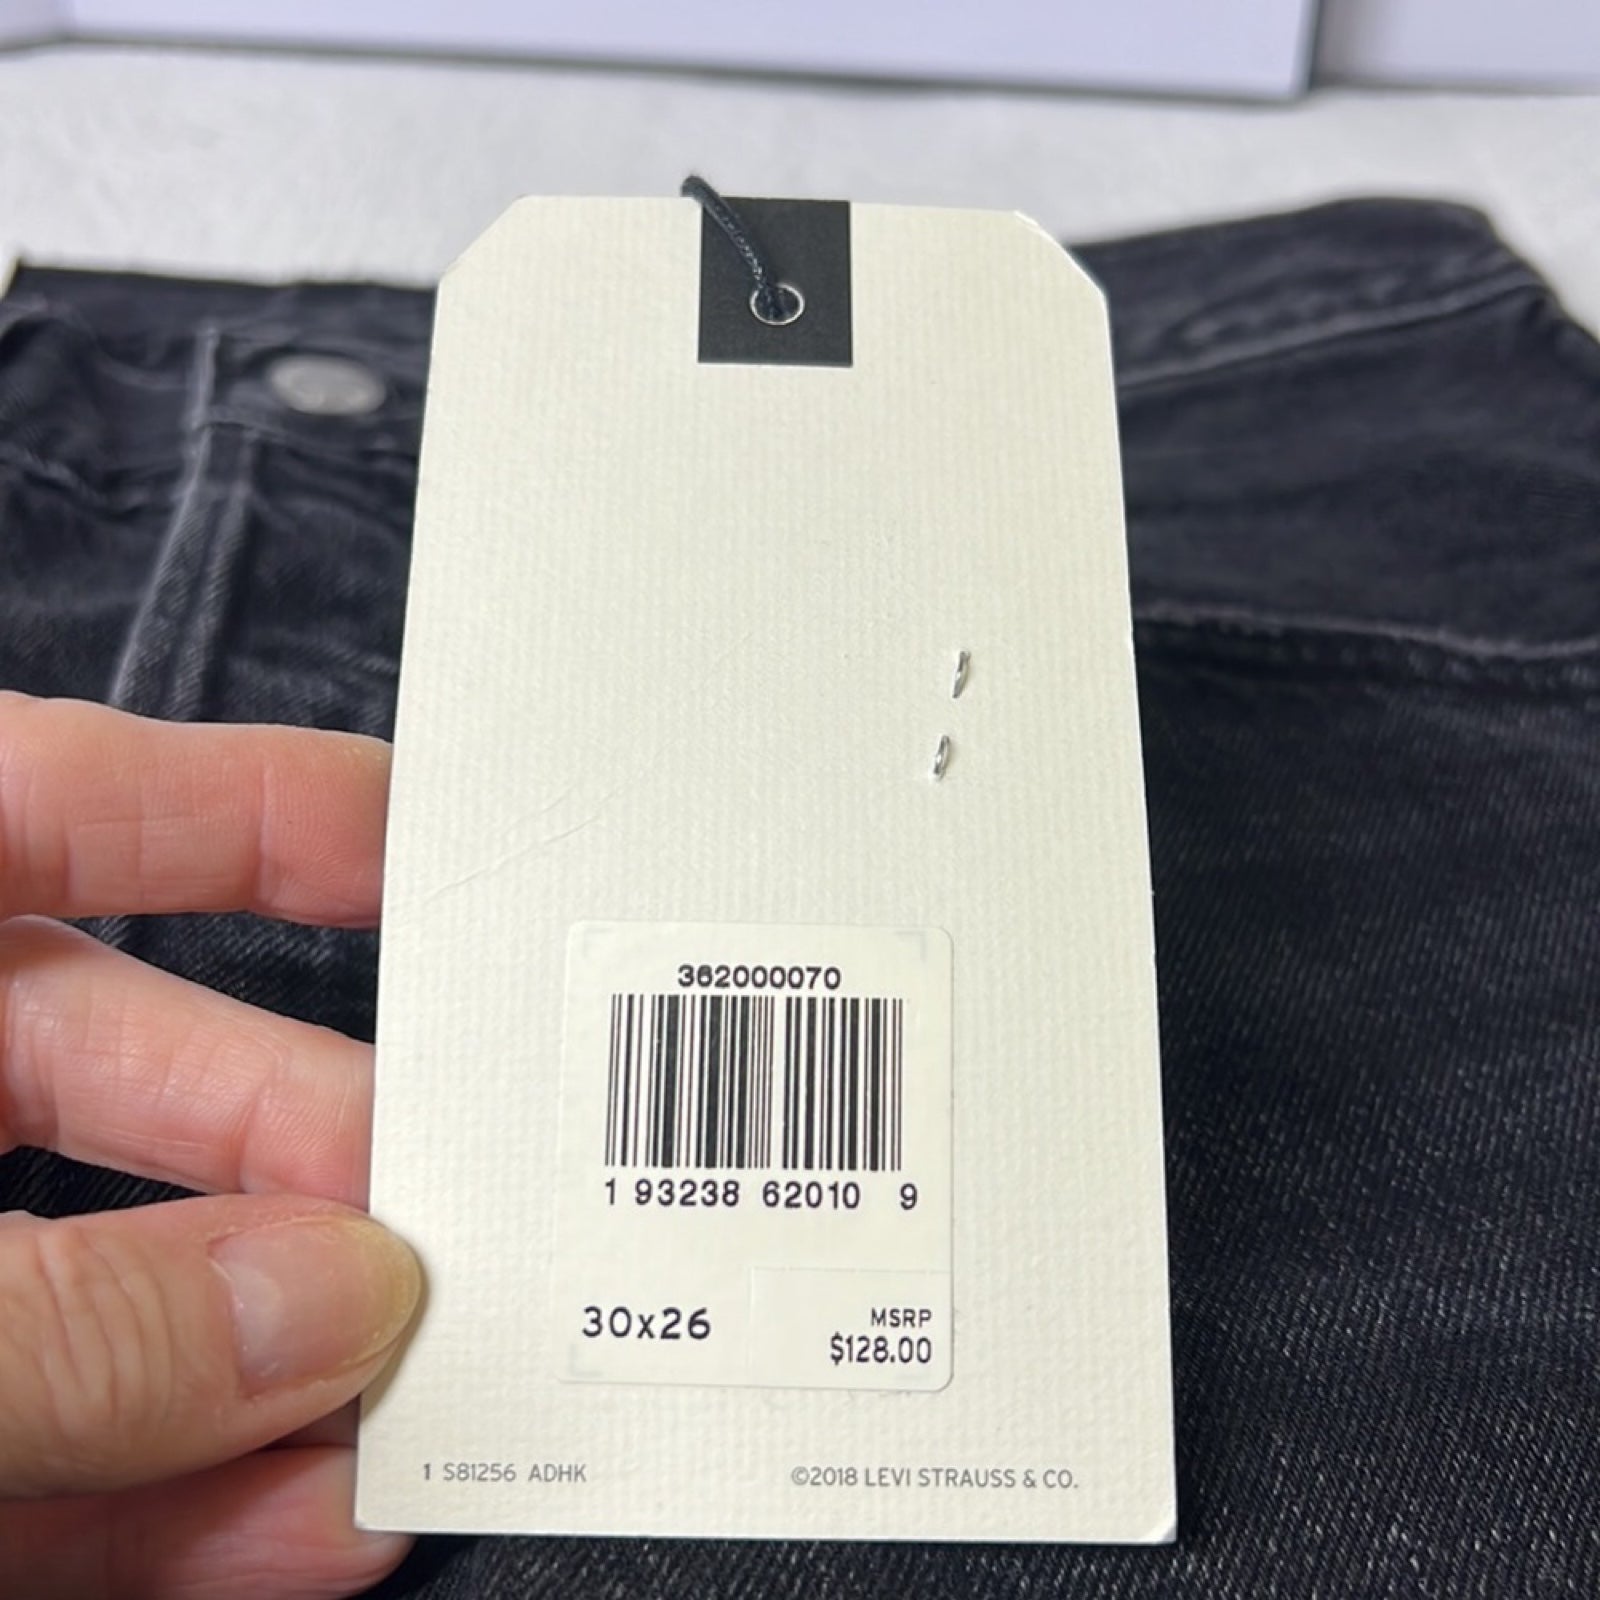 362000070
1 93238 62010 9
30x26
MSRP
$128.00
1 S81256 ADHK
©2018 LEVI STRAUSS & CO.